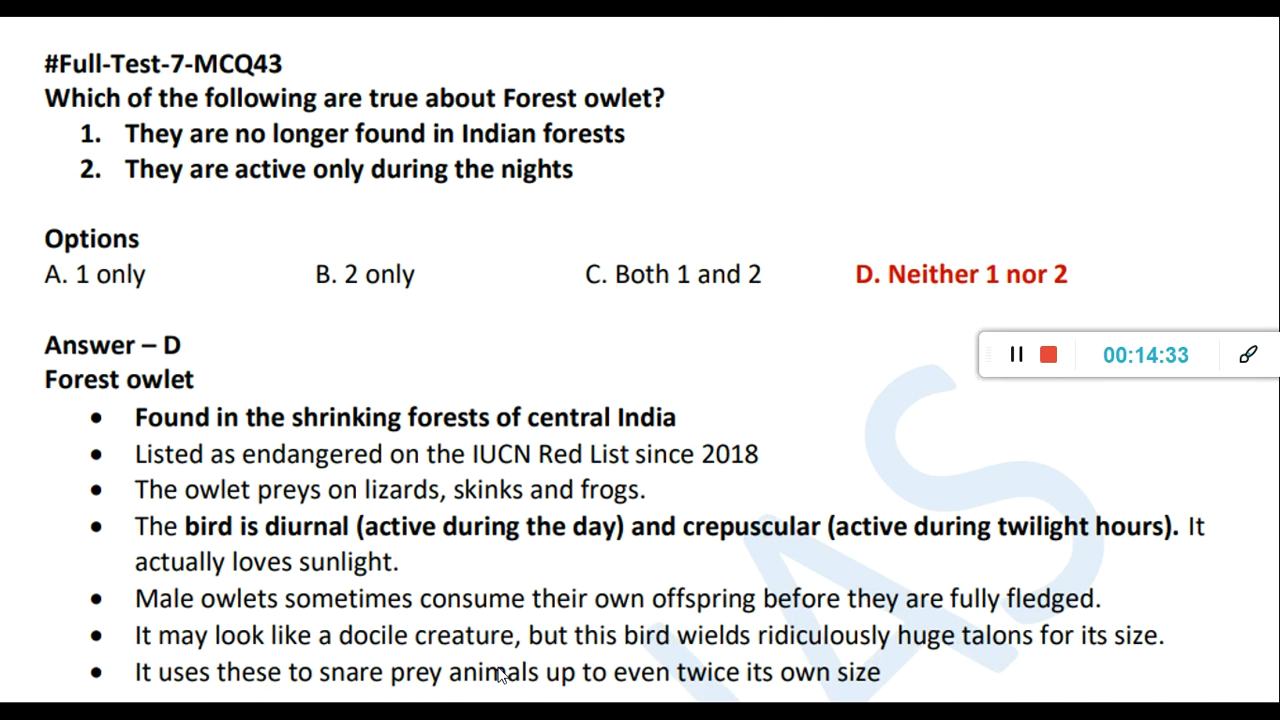 #Full-Test-7-MCQ43
Which of the following are true about Forest owlet?
1. They are no longer found in Indian forests
2. They are active only during the nights
Options
A. 1 only B. 2 only C. Both 1 and 2 D. Neither 1 nor 2
Answer – D
00:14:33
Forest owlet
• Found in the shrinking forests of central India
• Listed as endangered on the IUCN Red List since 2018
• The owlet preys on lizards, skinks and frogs.
• The bird is diurnal (active during the day) and crepuscular (active during twilight hours). It
actually loves sunlight.
• Male owlets sometimes consume their own offspring before they are fully fledged.
• It may look like a docile creature, but this bird wields ridiculously huge talons for its size.
• It uses these to snare prey animals up to even twice its own size
IAS